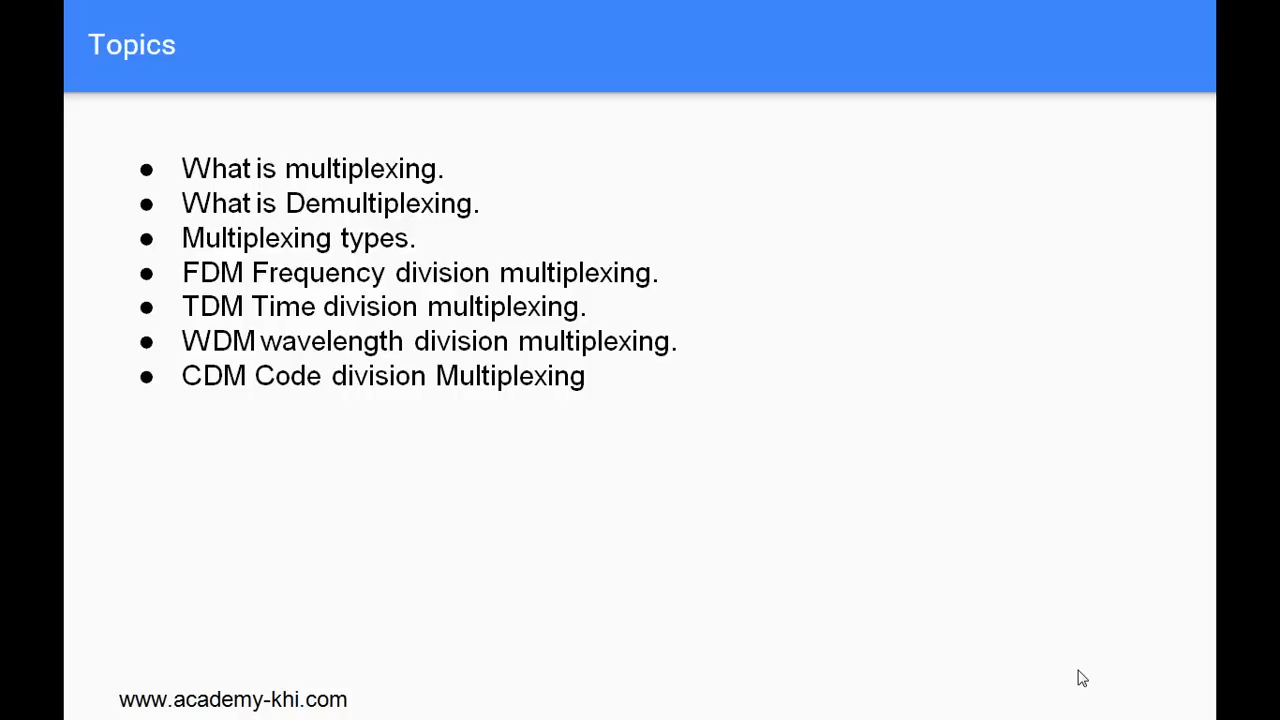 Topics
● What is multiplexing.
● What is Demultiplexing.
● Multiplexing types.
● FDM Frequency division multiplexing.
● TDM Time division multiplexing.
● WDM wavelength division multiplexing.
● CDM Code division Multiplexing
www.academy-khi.com